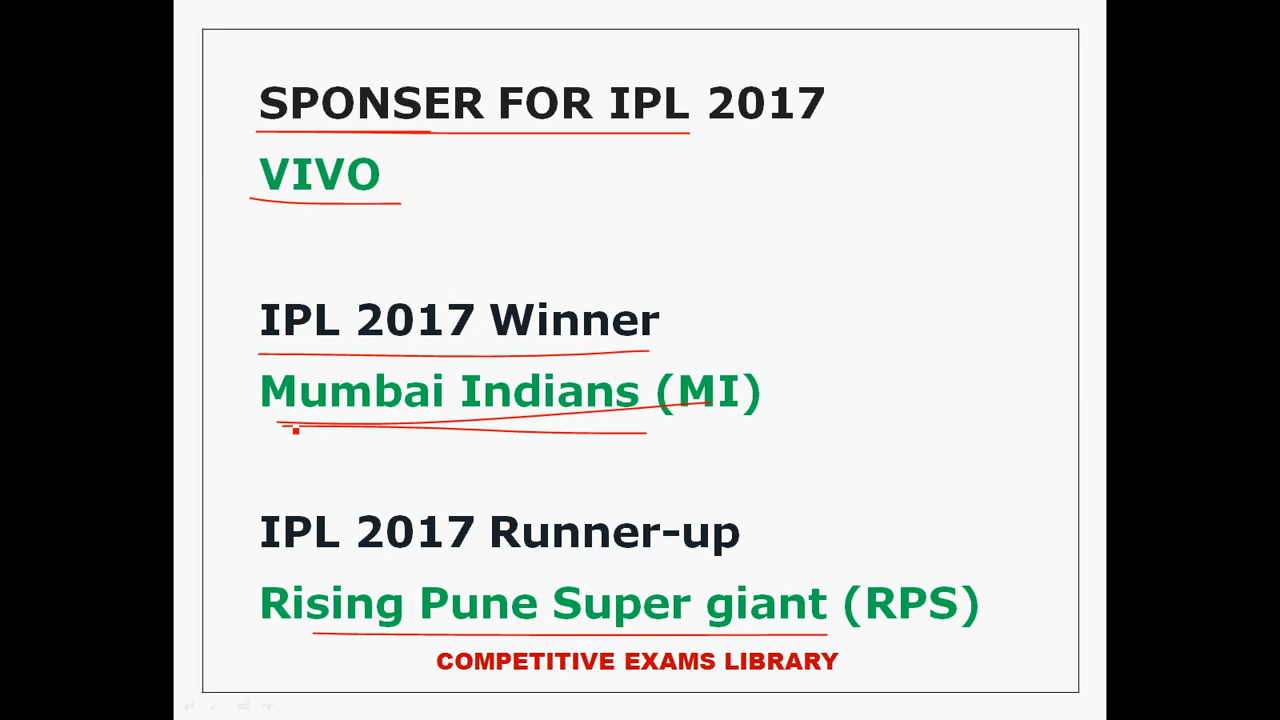 SPONSER FOR IPL 2017
VIVO
IPL 2017 Winner
Mumbai Indians (MI)
IPL 2017 Runner-up
Rising Pune Super giant (RPS)
COMPETITIVE EXAMS LIBRARY